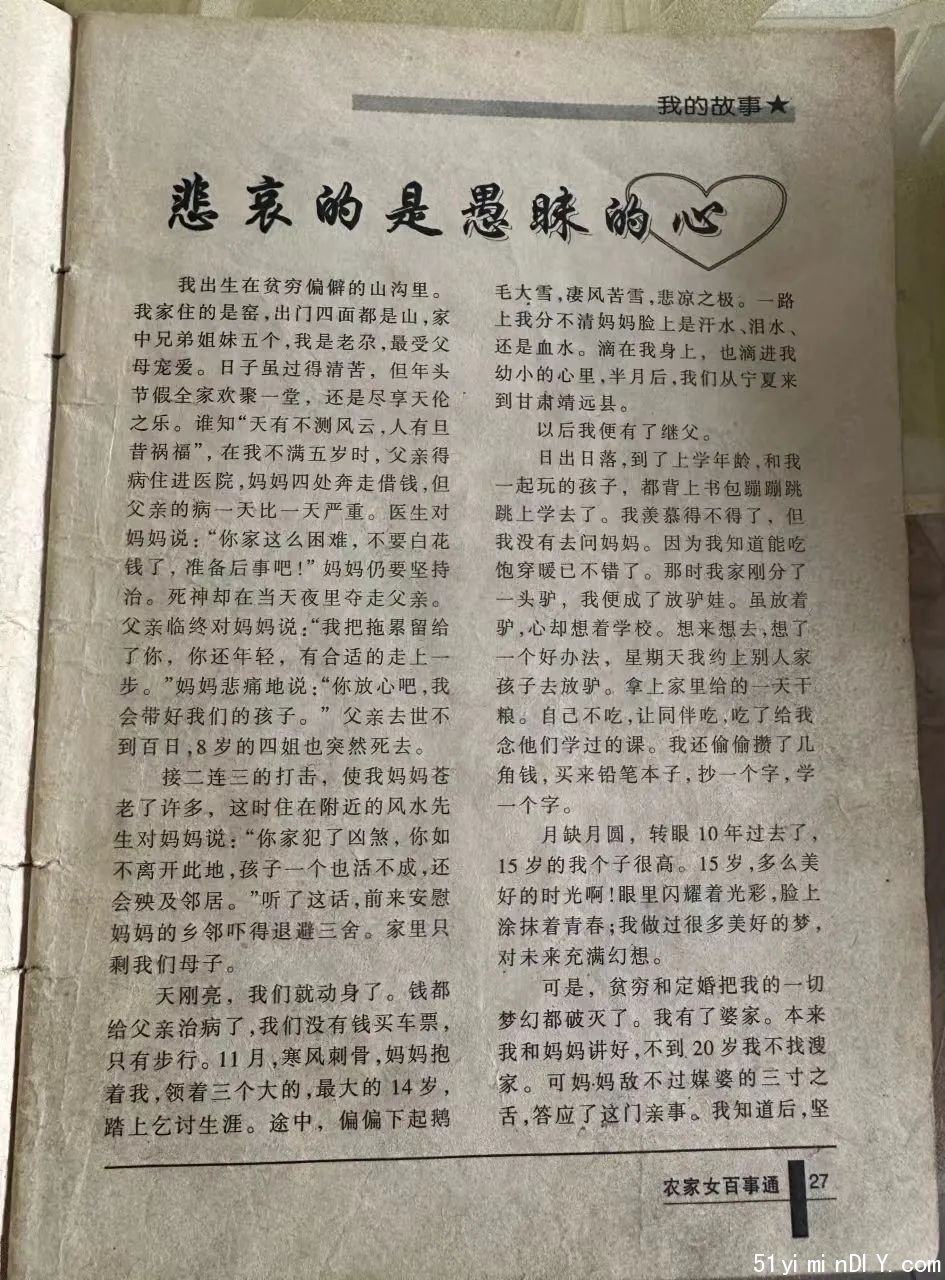 我的故事★
悲哀的是愚昧的心
我出生在贫穷偏僻的山沟里。
我家住的是窑,出门四面都是山,家
中兄弟姐妹五个,我是老尕,最受父
母宠爱。日子虽过得清苦，但年头
节假全家欢聚一堂，还是尽享天伦
之乐。谁知“天有不测风云,人有旦
昔祸福”，在我不满五岁时，父亲得
病住进医院,妈妈四处奔走借钱,但
父亲的病一天比一天严重。医生对
妈妈说：“你家这么困难，不要白花
钱了，准备后事吧！”妈妈仍要坚持
治。死神却在当天夜里夺走父亲。
父亲临终对妈妈说：“我把拖累留给
了你，你还年轻，有合适的走上一
步。”妈妈悲痛地说：“你放心吧,我
会带好我们的孩子。”父亲去世不
到百日,8岁的四姐也突然死去。
接二连三的打击，使我妈妈苍
老了许多，这时住在附近的风水先
生对妈妈说：“你家犯了凶煞，你如
不离开此地,孩子一个也活不成,还
会殃及邻居。”听了这话,前来安慰
妈妈的乡邻吓得退避三舍。家里只
剩我们母子。
天刚亮，我们就动身了。钱都
给父亲治病了,我们没有钱买车票,
只有步行。11月,寒风刺骨,妈妈抱
着我,领着三个大的,最大的14岁,
踏上乞讨生涯。途中，偏偏下起鹅
毛大雪,凄风苦雪,悲凉之极。一路
上我分不清妈妈脸上是汗水、泪水、
还是血水。滴在我身上，也滴进我
幼小的心里,半月后,我们从宁夏来
到甘肃靖远县。
以后我便有了继父。
日出日落,到了上学年龄,和我
一起玩的孩子，都背上书包蹦蹦跳
跳上学去了。我羡慕得不得了，但
我没有去问妈妈。因为我知道能吃
饱穿暖已不错了。那时我家刚分了
一头驴，我便成了放驴娃。虽放着
驴,心却想着学校。想来想去,想了
一个好办法，星期天我约上别人家
孩子去放驴。拿上家里给的一天干
粮。自己不吃,让同伴吃,吃了给我
念他们学过的课。我还偷偷攒了几
角钱，买来铅笔本子，抄一个字，学
一个字。
月缺月圆，转眼10年过去了，
15岁的我个子很高。15岁,多么美
好的时光啊!眼里闪耀着光彩,脸上
涂抹着青春;我做过很多美好的梦,
对未来充满幻想。
可是，贫穷和定婚把我的一切
梦幻都破灭了。我有了婆家。本来
我和妈妈讲好,不到20岁我不找溲
家。可妈妈敌不过媒婆的三寸之
舌,答应了这门亲事。我知道后,坚
农家女百事通 27
51yiminDIY.com